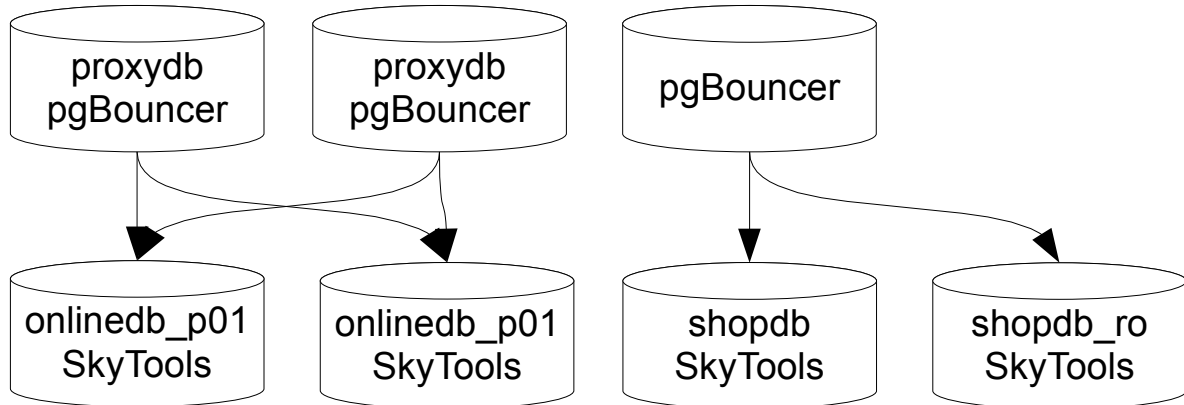 proxydb
pgBouncer
proxydb
pgBouncer
pgBouncer
onlinedb_p01
SkyTools
onlinedb_p01
SkyTools
shopdb
SkyTools
shopdb_ro
SkyTools